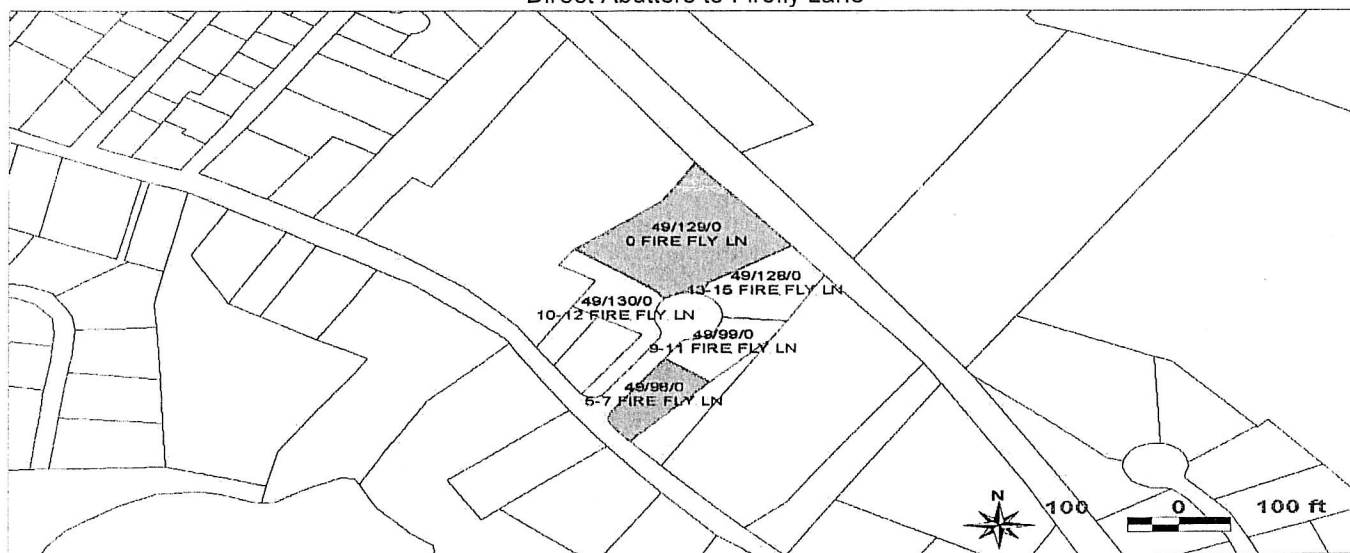 Direct Abutters to Firefly Lane
49/129/0
0 FIRE FLY LN
49/128/0
13-15 FIRE FLY LN
49/130/0
10-12 FIRE FLY LN
49/99/0
9-11 FIRE FLY LN
49/98/0
5-7 FIRE FLY LN
N
100 0 100 ft